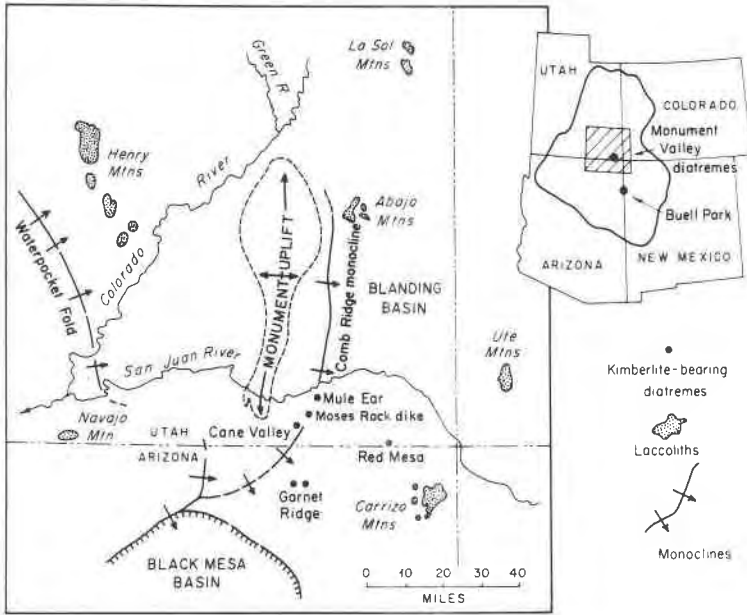 Green R.
La Sal
Mtns
Henry
Mtns
River
Colorado
Waterpocket Fold
MONUMENT UPLIFT
Comb Ridge monocline
Abajo
Mtns
BLANDING
BASIN
Ute
Mtns
San Juan River
Navajo
Mtn
UTAH
ARIZONA
Mule Ear
Moses Rock dike
Cane Valley
Red Mesa
Garnet
Ridge
Carrizo
Mtns
BLACK MESA
BASIN
0 10 20 30 40
MILES
UTAH
COLORADO
Monument
Valley
diatremes
Buell Park
ARIZONA
NEW MEXICO
Kimberlite-bearing
diatremes
Laccoliths
Monoclines